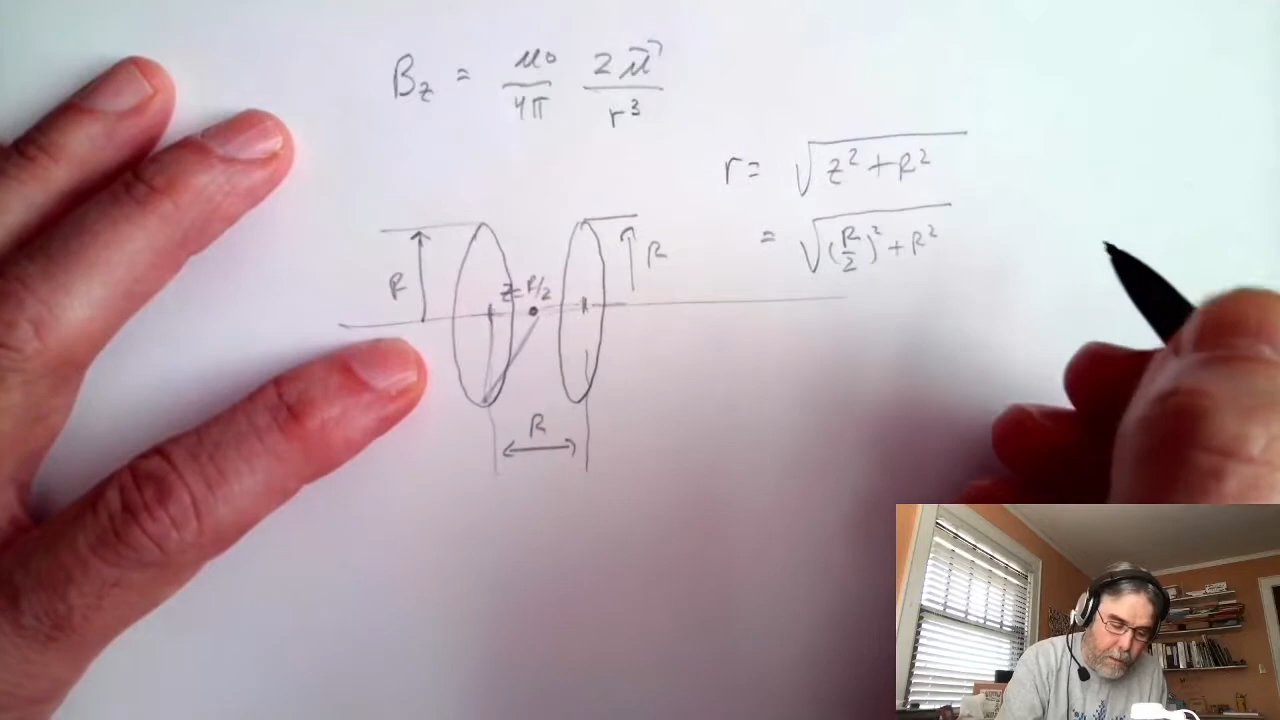 B_z = μ₀/4π 2μ⃗/r³
r = √(z² + R²)
= √((R/2)² + R²)
R
z=R/2
R
R